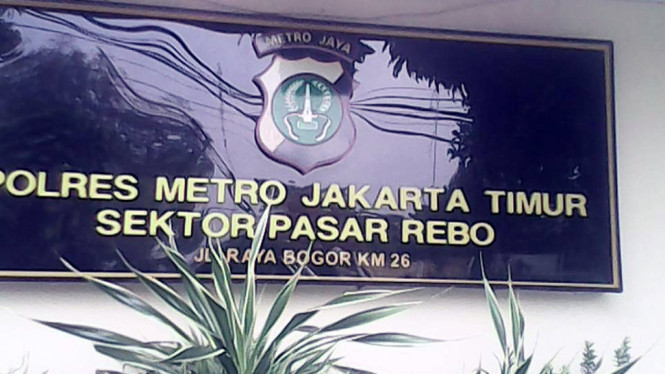 METRO JAYA
POLRES METRO JAKARTA TIMUR
SEKTOR PASAR REBO
JL. RAYA BOGOR KM 26